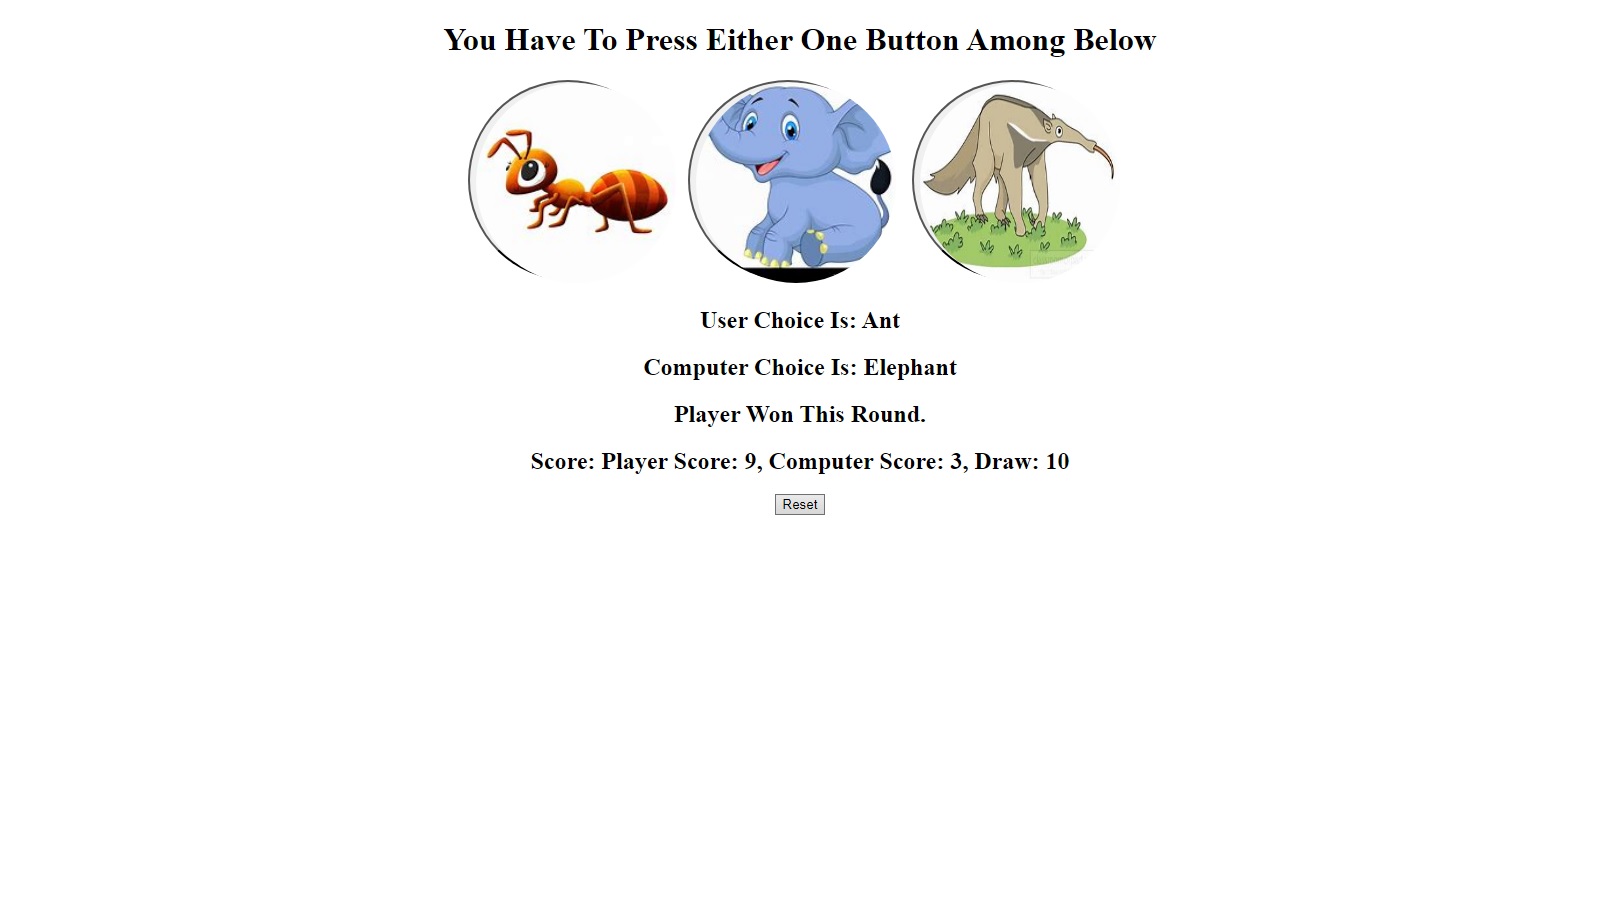 You Have To Press Either One Button Among Below
User Choice Is: Ant
Computer Choice Is: Elephant
Player Won This Round.
Score: Player Score: 9, Computer Score: 3, Draw: 10
Reset